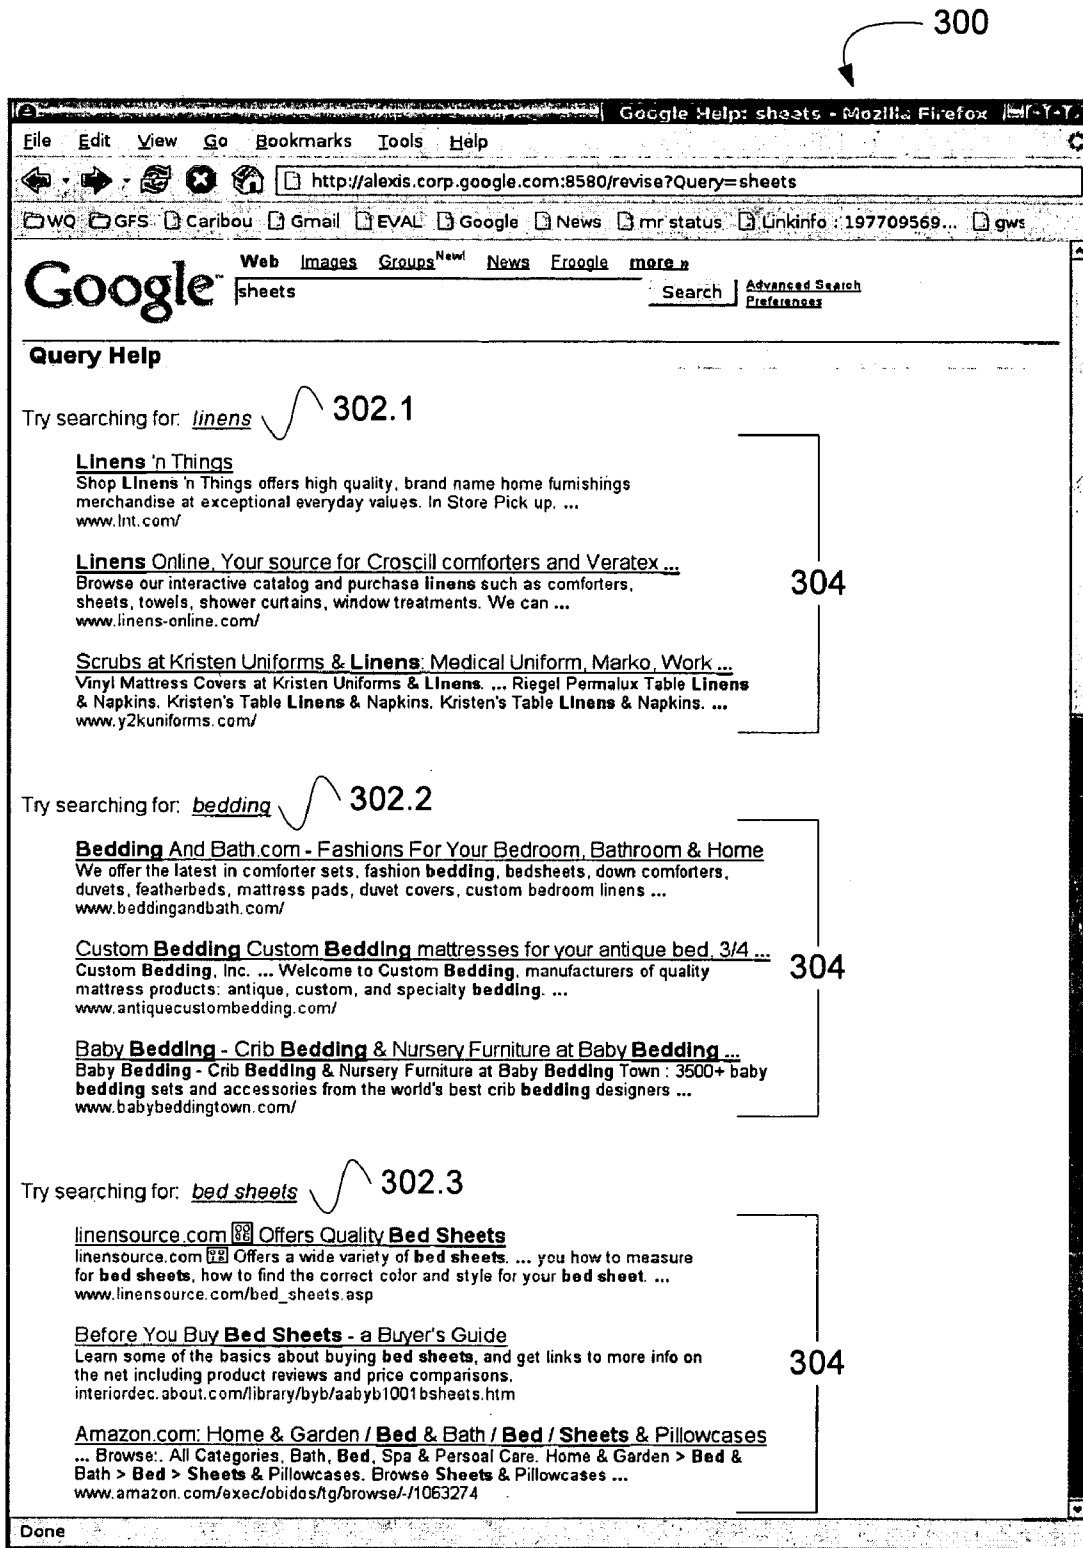 300
Google Help: sheets - Mozilla Firefox
File Edit View Go Bookmarks Tools Help
http://alexis.corp.google.com:8580/revise?Query=sheets
WQ GFS Caribou Gmail EVAL Google News mr status Linkinfo : 197709569... gws
Web Images Groups New! News Froogle more »
Google™ sheets Search Advanced Search
Preferences
Query Help
Try searching for: linens 302.1
Linens 'n Things
Shop Linens 'n Things offers high quality, brand name home furnishings
merchandise at exceptional everyday values. In Store Pick up. ...
www.lnt.com/
Linens Online, Your source for Croscill comforters and Veratex ...
Browse our interactive catalog and purchase linens such as comforters,
sheets, towels, shower curtains, window treatments. We can ...
www.linens-online.com/
304
Scrubs at Kristen Uniforms & Linens: Medical Uniform, Marko, Work ...
Vinyl Mattress Covers at Kristen Uniforms & Linens. ... Riegel Permalux Table Linens
& Napkins. Kristen's Table Linens & Napkins. Kristen's Table Linens & Napkins. ...
www.y2kuniforms.com/
Try searching for: bedding 302.2
Bedding And Bath.com - Fashions For Your Bedroom, Bathroom & Home
We offer the latest in comforter sets, fashion bedding, bedsheets, down comforters,
duvets, featherbeds, mattress pads, duvet covers, custom bedroom linens ...
www.beddingandbath.com/
Custom Bedding Custom Bedding mattresses for your antique bed, 3/4 ...
Custom Bedding, Inc. ... Welcome to Custom Bedding, manufacturers of quality
mattress products: antique, custom, and specialty bedding. ...
www.antiquecustombedding.com/
304
Baby Bedding - Crib Bedding & Nursery Furniture at Baby Bedding ...
Baby Bedding - Crib Bedding & Nursery Furniture at Baby Bedding Town : 3500+ baby
bedding sets and accessories from the world's best crib bedding designers ...
www.babybeddingtown.com/
Try searching for: bed sheets 302.3
linensource.com Offers Quality Bed Sheets
linensource.com Offers a wide variety of bed sheets. ... you how to measure
for bed sheets, how to find the correct color and style for your bed sheet. ...
www.linensource.com/bed_sheets.asp
Before You Buy Bed Sheets - a Buyer's Guide
Learn some of the basics about buying bed sheets, and get links to more info on
the net including product reviews and price comparisons.
interiordec.about.com/library/byb/aabyb1001bsheets.htm
304
Amazon.com: Home & Garden / Bed & Bath / Bed / Sheets & Pillowcases
... Browse:. All Categories, Bath, Bed, Spa & Persoal Care. Home & Garden > Bed &
Bath > Bed > Sheets & Pillowcases. Browse Sheets & Pillowcases ...
www.amazon.com/exec/obidos/tg/browse/-/1063274
Done